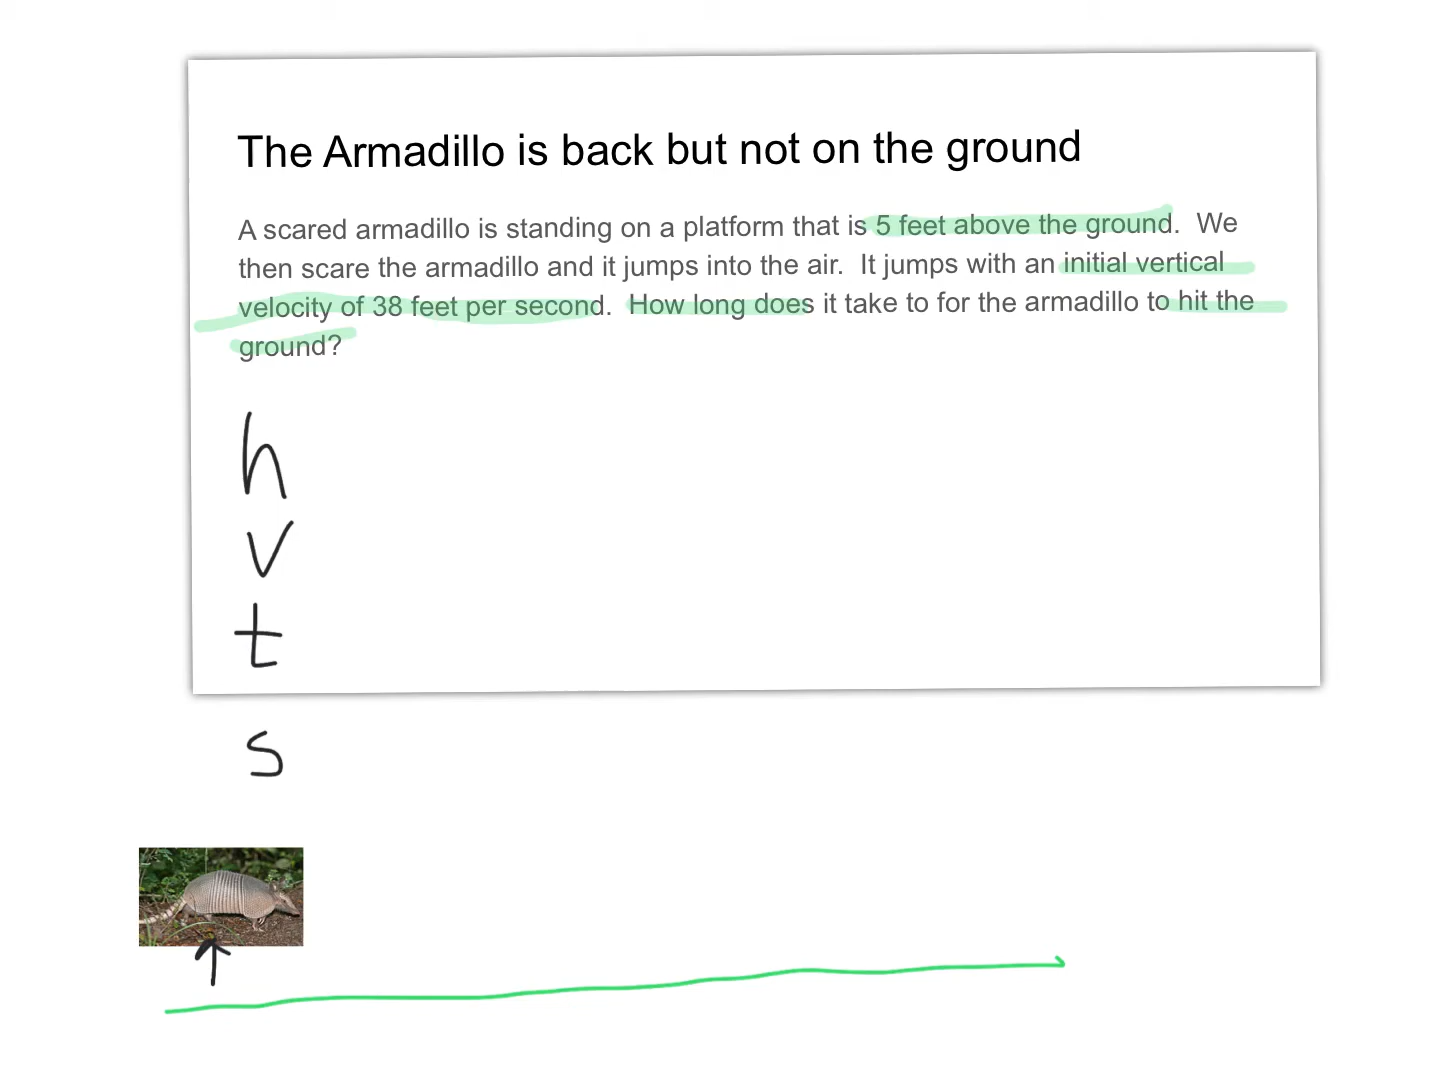 The Armadillo is back but not on the ground
A scared armadillo is standing on a platform that is 5 feet above the ground. We
then scare the armadillo and it jumps into the air. It jumps with an initial vertical
velocity of 38 feet per second. How long does it take to for the armadillo to hit the
ground?
h
v
t
s